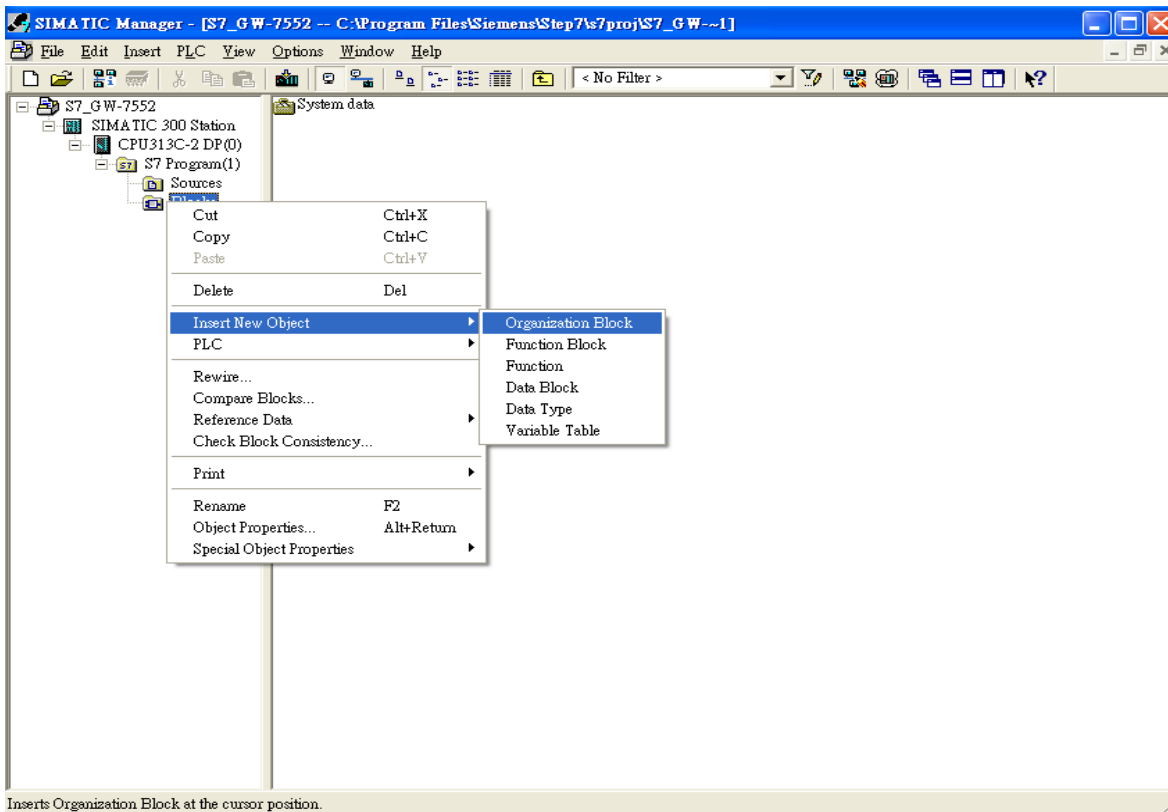 SIMATIC Manager - [S7_GW-7552 -- C:\Program Files\Siemens\Step7\s7proj\S7_GW-~1]
File Edit Insert PLC View Options Window Help
< No Filter >
S7_GW-7552
SIMATIC 300 Station
CPU313C-2 DP(0)
S7 Program(1)
Sources
Blocks
System data
Cut Ctrl+X
Copy Ctrl+C
Paste Ctrl+V
Delete Del
Insert New Object
PLC
Rewire...
Compare Blocks...
Reference Data
Check Block Consistency...
Print
Rename F2
Object Properties... Alt+Return
Special Object Properties
Organization Block
Function Block
Function
Data Block
Data Type
Variable Table
Inserts Organization Block at the cursor position.